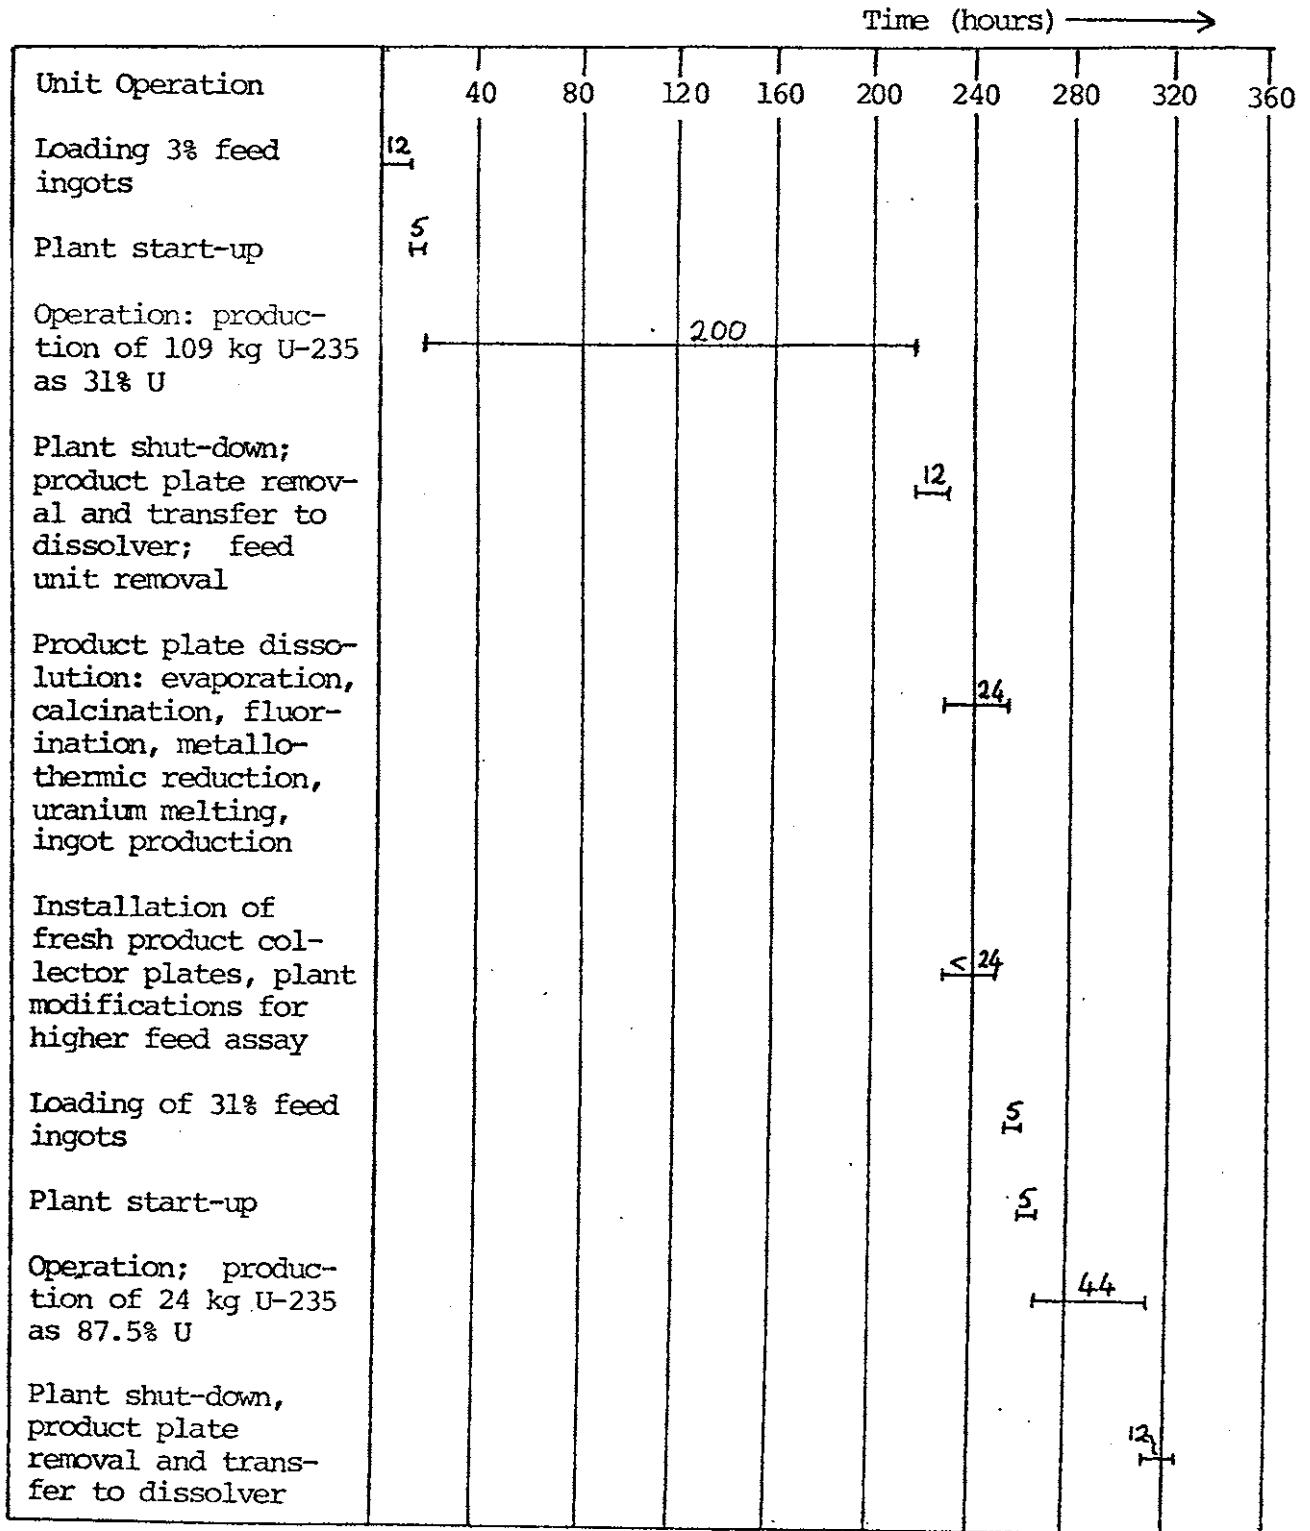 Time (hours)
Unit Operation
40 80 120 160 200 240 280 320 360
Loading 3% feed
ingots
12
Plant start-up
5
Operation: produc-
tion of 109 kg U-235
as 31% U
200
Plant shut-down;
product plate remov-
al and transfer to
dissolver; feed
unit removal
12
Product plate disso-
lution: evaporation,
calcination, fluor-
ination, metallo-
thermic reduction,
uranium melting,
ingot production
24
Installation of
fresh product col-
lector plates, plant
modifications for
higher feed assay
< 24
Loading of 31% feed
ingots
5
Plant start-up
5
Operation; produc-
tion of 24 kg U-235
as 87.5% U
44
Plant shut-down,
product plate
removal and trans-
fer to dissolver
12